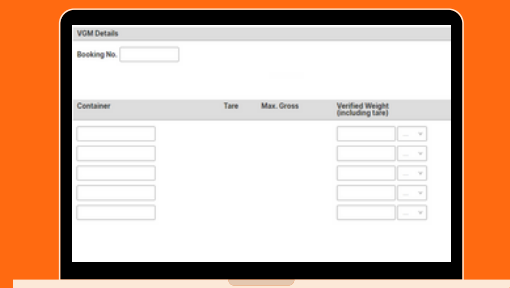 VGM Details
Booking No.
Container Tare Max. Gross Verified Weight
(including tare)
...
...
...
...
...